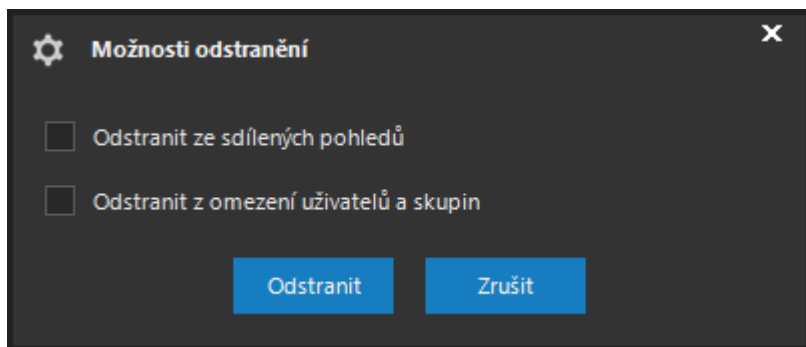 Možnosti odstranění
Odstranit ze sdílených pohledů
Odstranit z omezení uživatelů a skupin
Odstranit Zrušit